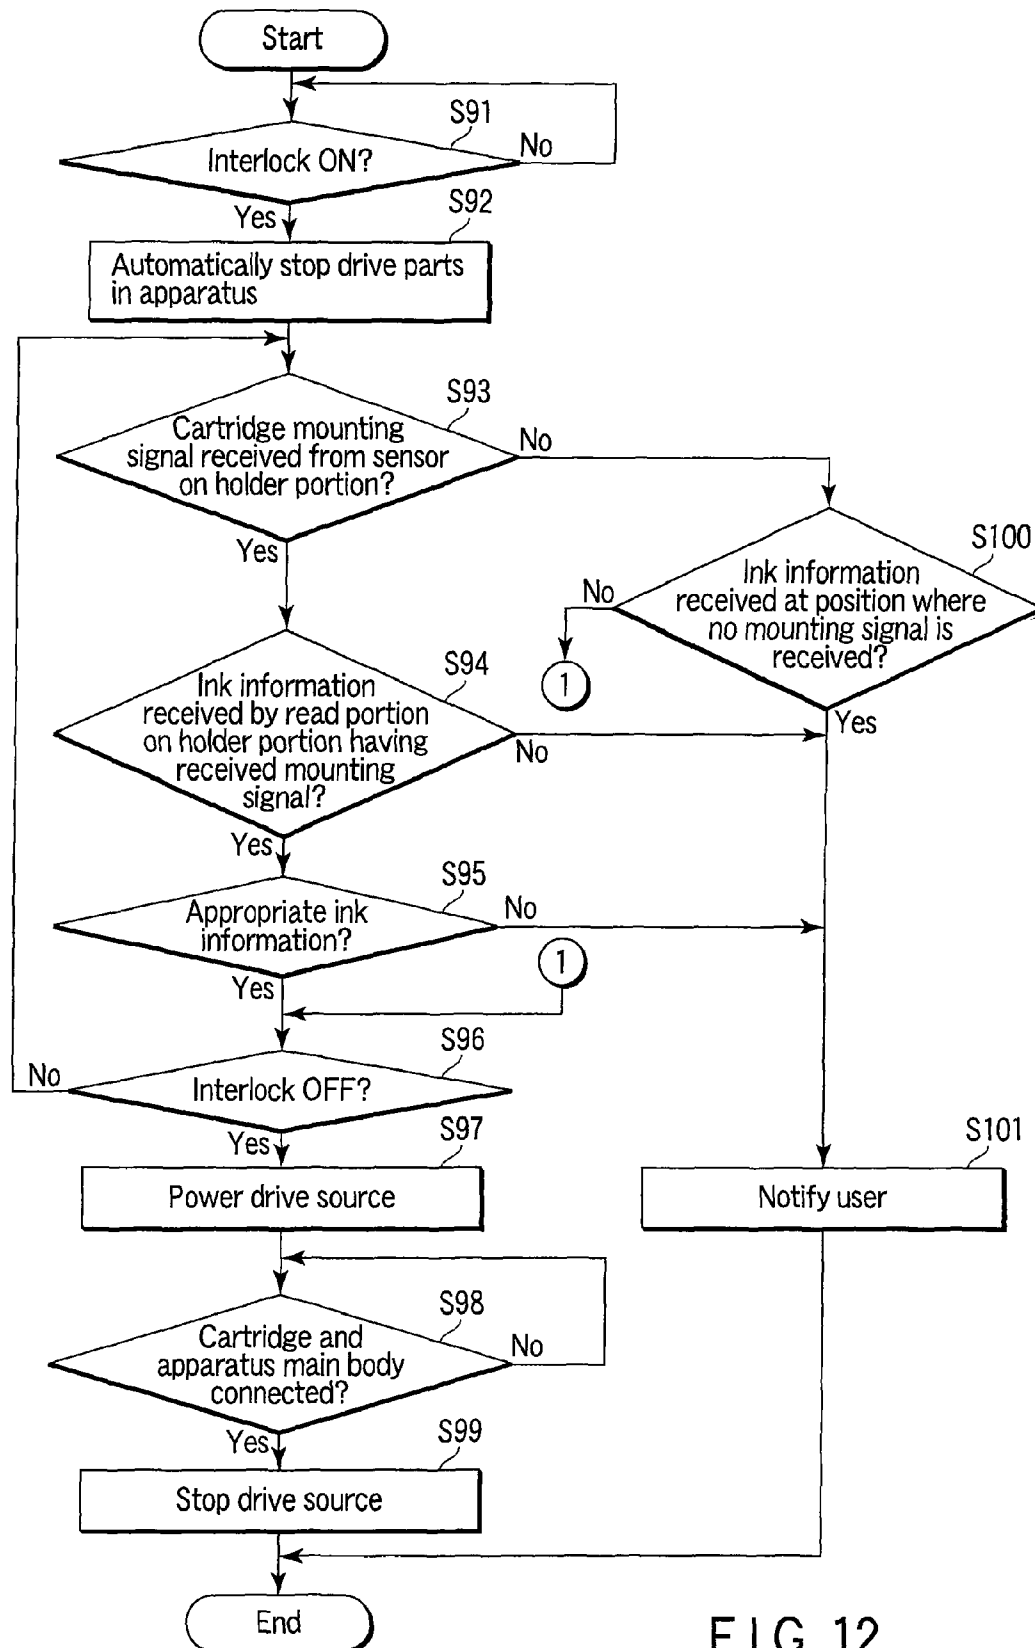 Start
S91
Interlock ON?
No
Yes
S92
Automatically stop drive parts
in apparatus
S93
Cartridge mounting
signal received from sensor
on holder portion?
No
Yes
S100
Ink information
received at position where
no mounting signal is
received?
No
1
Yes
S94
Ink information
received by read portion
on holder portion having
received mounting
signal?
No
Yes
S95
Appropriate ink
information?
No
1
Yes
S96
Interlock OFF?
No
Yes
S97
Power drive source
S101
Notify user
S98
Cartridge and
apparatus main body
connected?
No
Yes
S99
Stop drive source
End
FIG. 12